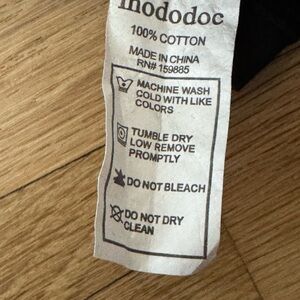 mododoc
100% COTTON
MADE IN CHINA
RN# 159885
MACHINE WASH
COLD WITH LIKE
COLORS
TUMBLE DRY
LOW REMOVE
PROMPTLY
DO NOT BLEACH
DO NOT DRY
CLEAN